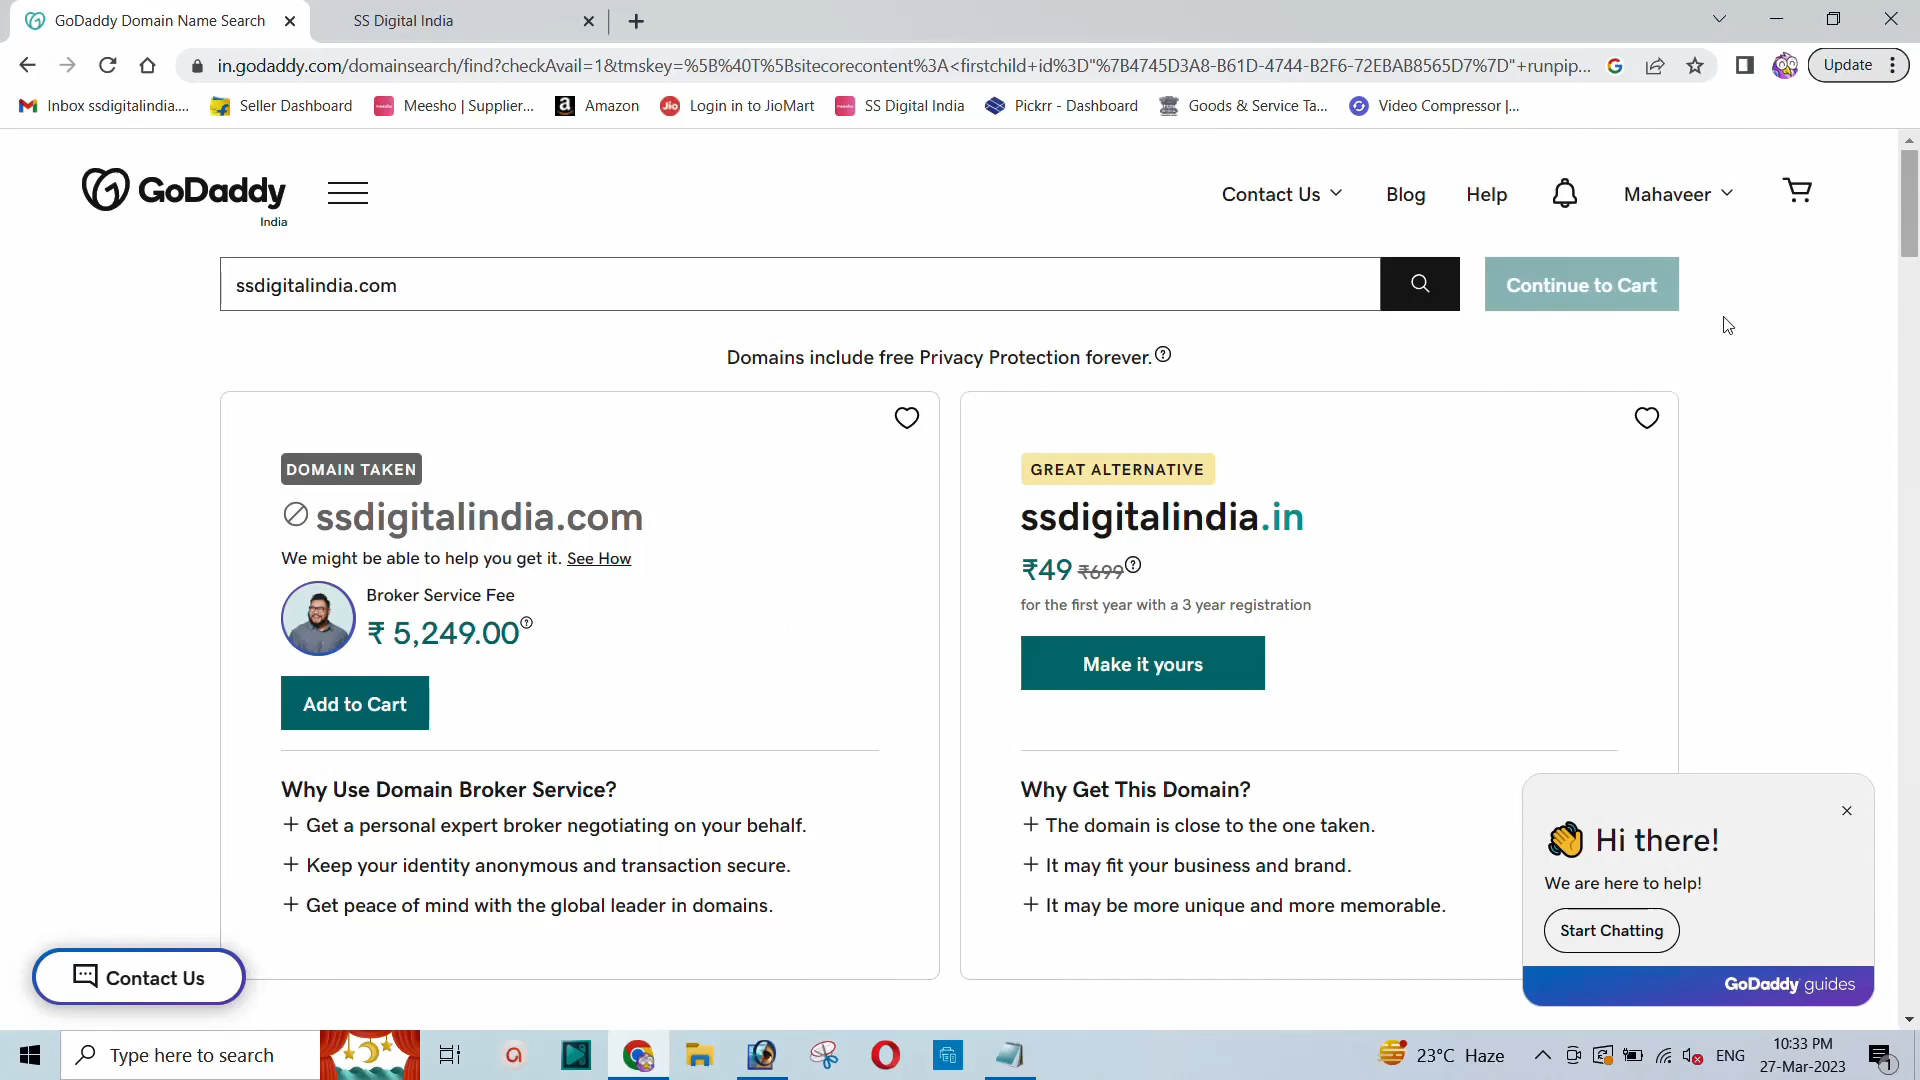 GoDaddy Domain Name Search
SS Digital India
in.godaddy.com/domainsearch/find?checkAvail=1&tmskey=%5B%40T%5Bsitecorecontent%3A<firstchild+id%3D"%7B4745D3A8-B61D-4744-B2F6-72EBAB8565D7%7D"+runpip...
Update
Inbox ssdigitalindia....
Seller Dashboard
Meesho | Supplier...
Amazon
Login in to JioMart
SS Digital India
Pickrr - Dashboard
Goods & Service Ta...
Video Compressor |...
GoDaddy
India
Contact Us
Blog
Help
Mahaveer
ssdigitalindia.com
Continue to Cart
Domains include free Privacy Protection forever.
DOMAIN TAKEN
ssdigitalindia.com
We might be able to help you get it. See How
Broker Service Fee
₹ 5,249.00
Add to Cart
Why Use Domain Broker Service?
+ Get a personal expert broker negotiating on your behalf.
+ Keep your identity anonymous and transaction secure.
+ Get peace of mind with the global leader in domains.
GREAT ALTERNATIVE
ssdigitalindia.in
₹49 ₹699
for the first year with a 3 year registration
Make it yours
Why Get This Domain?
+ The domain is close to the one taken.
+ It may fit your business and brand.
+ It may be more unique and more memorable.
Hi there!
We are here to help!
Start Chatting
GoDaddy guides
Contact Us
Type here to search
23°C Haze
ENG
10:33 PM
27-Mar-2023
1